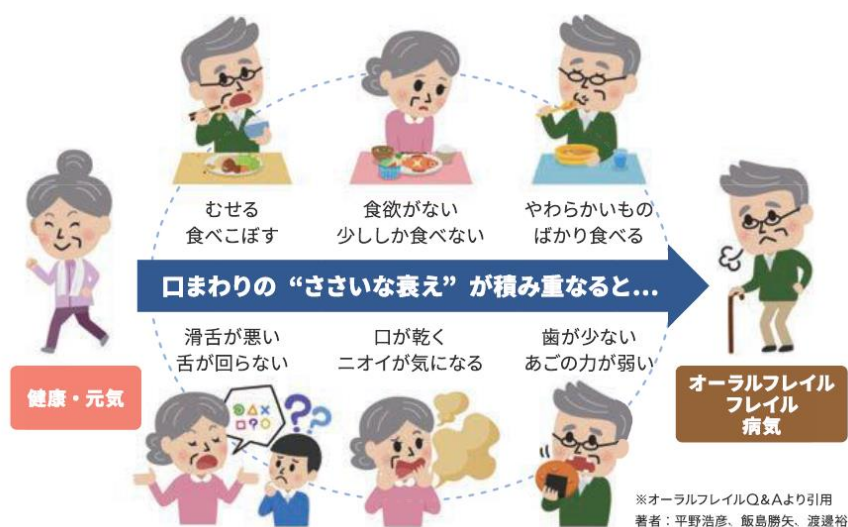 むせる
食べこぼす
食欲がない
少ししか食べない
やわらかいもの
ばかり食べる
口まわりの“ささいな衰え”が積み重なると…
滑舌が悪い
舌が回らない
口が乾く
ニオイが気になる
歯が少ない
あごの力が弱い
健康・元気
オーラルフレイル
フレイル
病気
※オーラルフレイルQ&Aより引用
著者:平野浩彦、飯島勝矢、渡邊裕